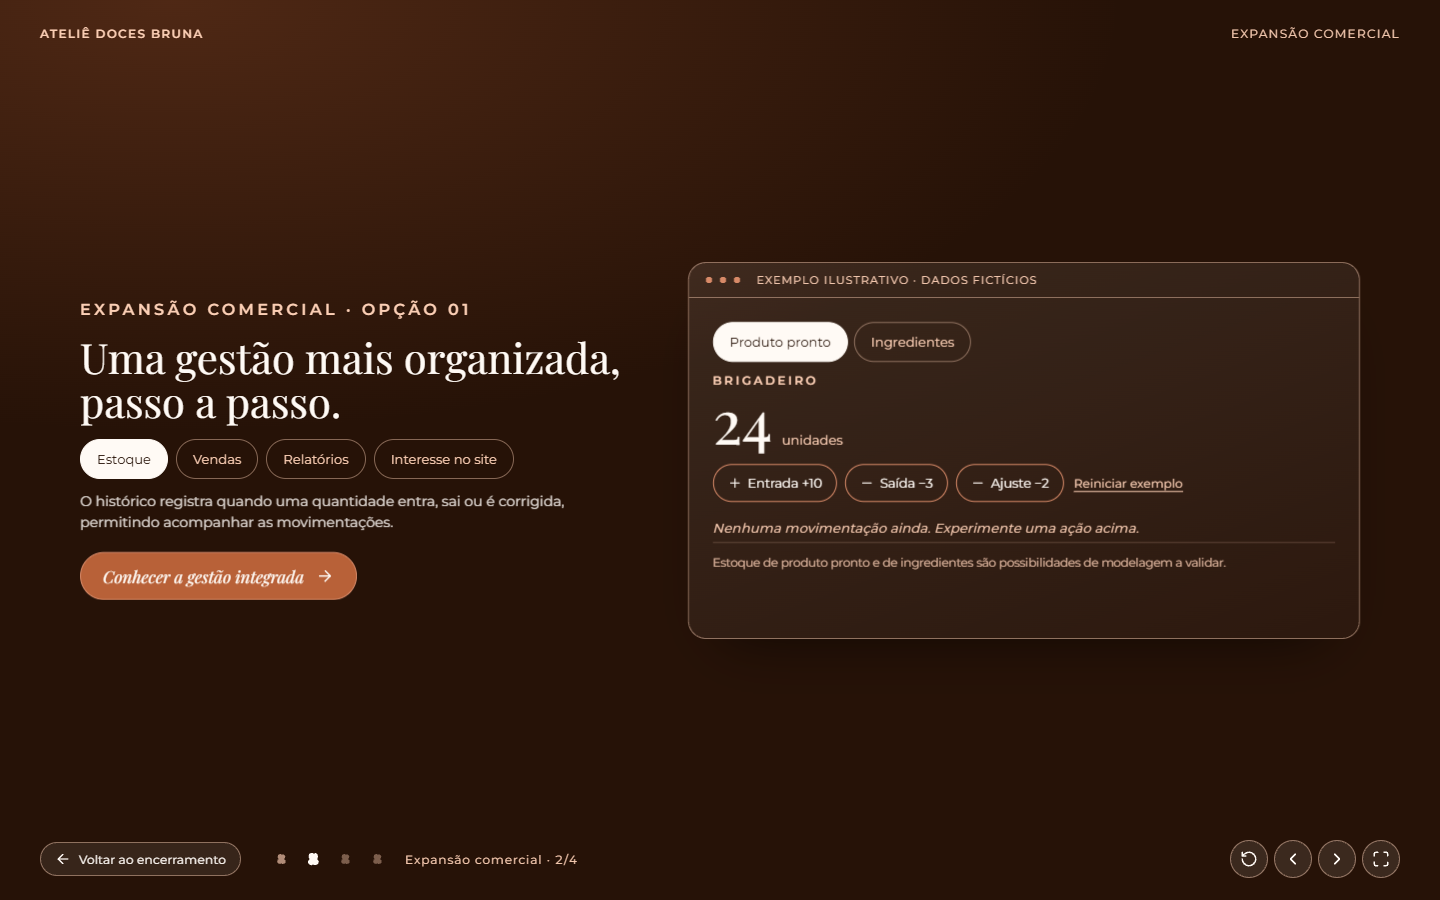 ATELIÊ DOCES BRUNA
EXPANSÃO COMERCIAL
EXPANSÃO COMERCIAL · OPÇÃO 01
Uma gestão mais organizada,
passo a passo.
Estoque
Vendas
Relatórios
Interesse no site
O histórico registra quando uma quantidade entra, sai ou é corrigida,
permitindo acompanhar as movimentações.
Conhecer a gestão integrada →
EXEMPLO ILUSTRATIVO · DADOS FICTÍCIOS
Produto pronto
Ingredientes
BRIGADEIRO
24 unidades
+ Entrada +10
− Saída −3
− Ajuste −2
Reiniciar exemplo
Nenhuma movimentação ainda. Experimente uma ação acima.
Estoque de produto pronto e de ingredientes são possibilidades de modelagem a validar.
← Voltar ao encerramento
Expansão comercial · 2/4